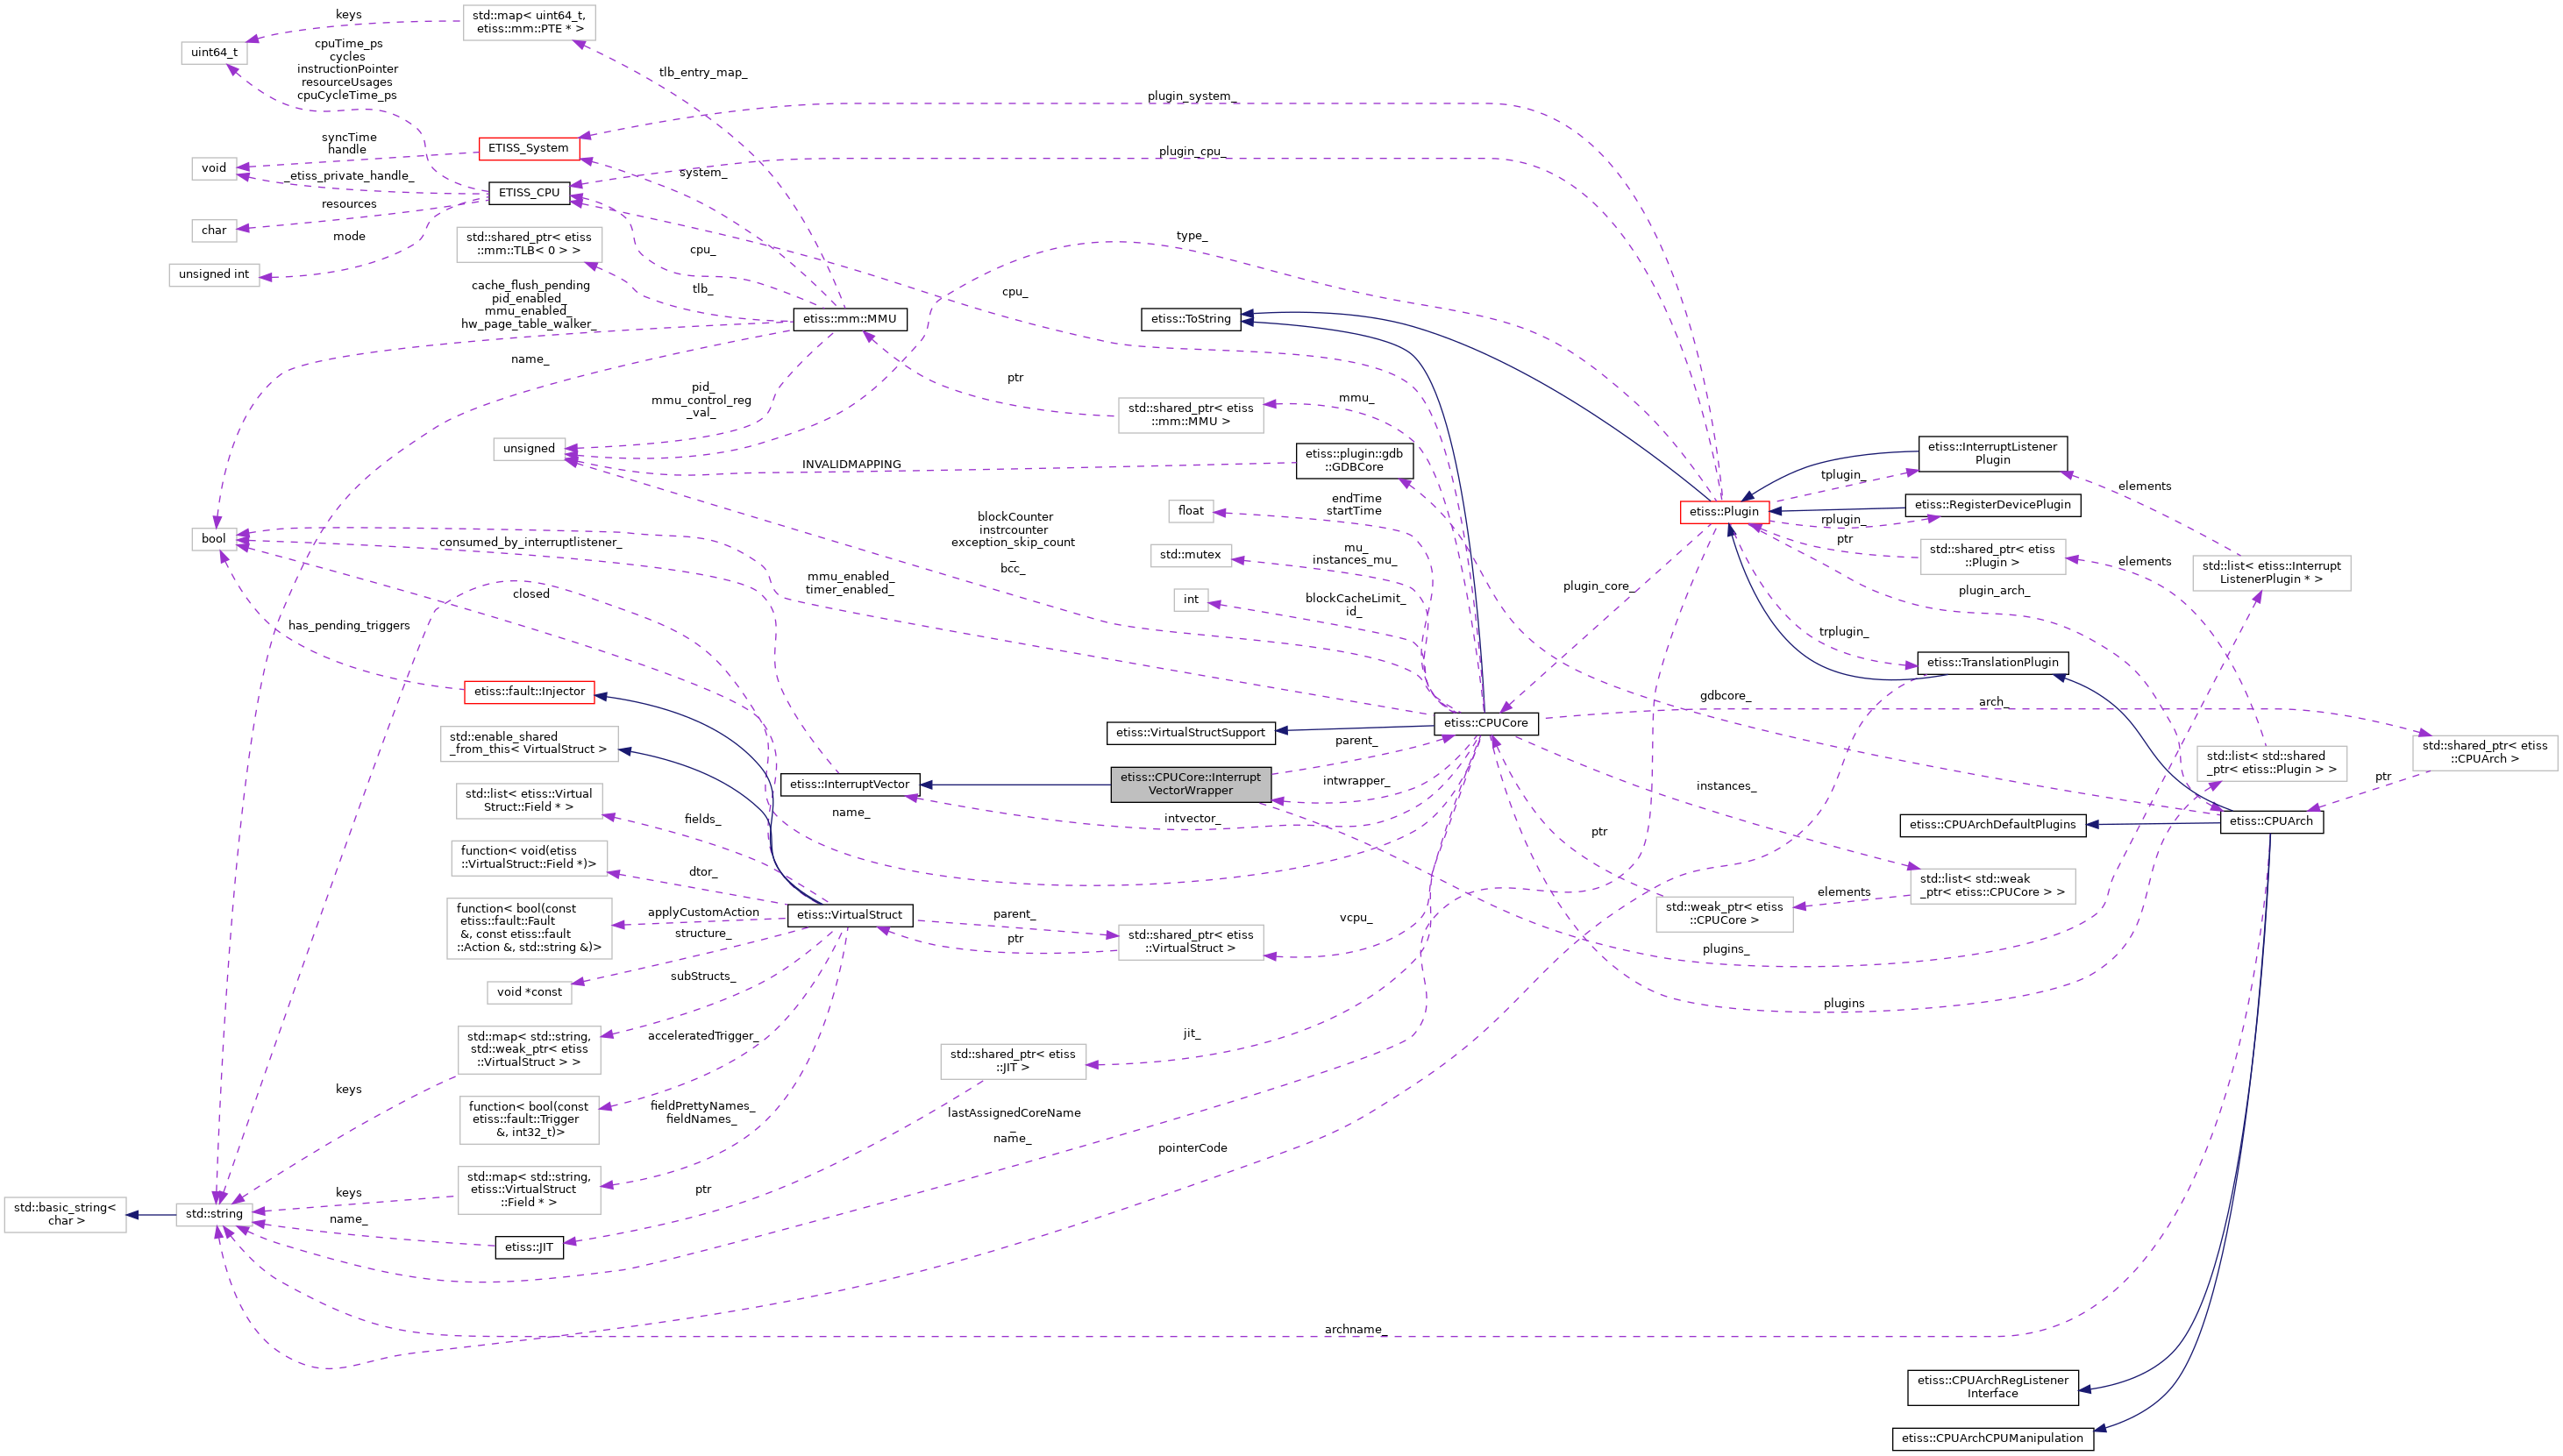 keys
std::map< uint64_t,
etiss::mm::PTE * >
uint64_t
cpuTime_ps
cycles
instructionPointer
resourceUsages
cpuCycleTime_ps
tlb_entry_map_
plugin_system_
syncTime
handle
ETISS_System
void
_etiss_private_handle_
system_
plugin_cpu_
ETISS_CPU
resources
char
mode
unsigned int
std::shared_ptr< etiss
::mm::TLB< 0 > >
cpu_
type_
tlb_
cache_flush_pending
pid_enabled_
mmu_enabled_
hw_page_table_walker_
cpu_
etiss::mm::MMU
etiss::ToString
name_
ptr
pid_
mmu_control_reg
_val_
mmu_
std::shared_ptr< etiss
::mm::MMU >
unsigned
INVALIDMAPPING
etiss::plugin::gdb
::GDBCore
etiss::InterruptListener
Plugin
tplugin_
elements
endTime
startTime
float
etiss::Plugin
etiss::RegisterDevicePlugin
rplugin_
bool
consumed_by_interruptlistener_
blockCounter
instrcounter
exception_skip_count
_
bcc_
std::mutex
mu_
instances_mu_
ptr
std::shared_ptr< etiss
::Plugin >
elements
std::list< etiss::Interrupt
ListenerPlugin * >
closed
mmu_enabled_
timer_enabled_
int
blockCacheLimit_
id_
plugin_core_
plugin_arch_
has_pending_triggers
trplugin_
etiss::TranslationPlugin
etiss::fault::Injector
gdbcore_
arch_
etiss::CPUCore
std::enable_shared
_from_this< VirtualStruct >
etiss::VirtualStructSupport
parent_
std::shared_ptr< etiss
::CPUArch >
std::list< std::shared
_ptr< etiss::Plugin > >
ptr
etiss::InterruptVector
etiss::CPUCore::Interrupt
VectorWrapper
intwrapper_
instances_
std::list< etiss::Virtual
Struct::Field * >
fields_
name_
intvector_
etiss::CPUArchDefaultPlugins
etiss::CPUArch
ptr
function< void(etiss
::VirtualStruct::Field *)>
dtor_
std::list< std::weak
_ptr< etiss::CPUCore > >
elements
function< bool(const
etiss::fault::Fault
&, const etiss::fault
::Action &, std::string &)>
applyCustomAction
etiss::VirtualStruct
parent_
vcpu_
std::weak_ptr< etiss
::CPUCore >
structure_
ptr
std::shared_ptr< etiss
::VirtualStruct >
plugins_
subStructs_
void *const
plugins
std::map< std::string,
std::weak_ptr< etiss
::VirtualStruct > >
acceleratedTrigger_
jit_
std::shared_ptr< etiss
::JIT >
keys
function< bool(const
etiss::fault::Trigger
&, int32_t)>
fieldPrettyNames_
fieldNames_
lastAssignedCoreName
_
name_
pointerCode
std::map< std::string,
etiss::VirtualStruct
::Field * >
keys
ptr
std::basic_string<
char >
std::string
name_
etiss::JIT
archname_
etiss::CPUArchRegListener
Interface
etiss::CPUArchCPUManipulation